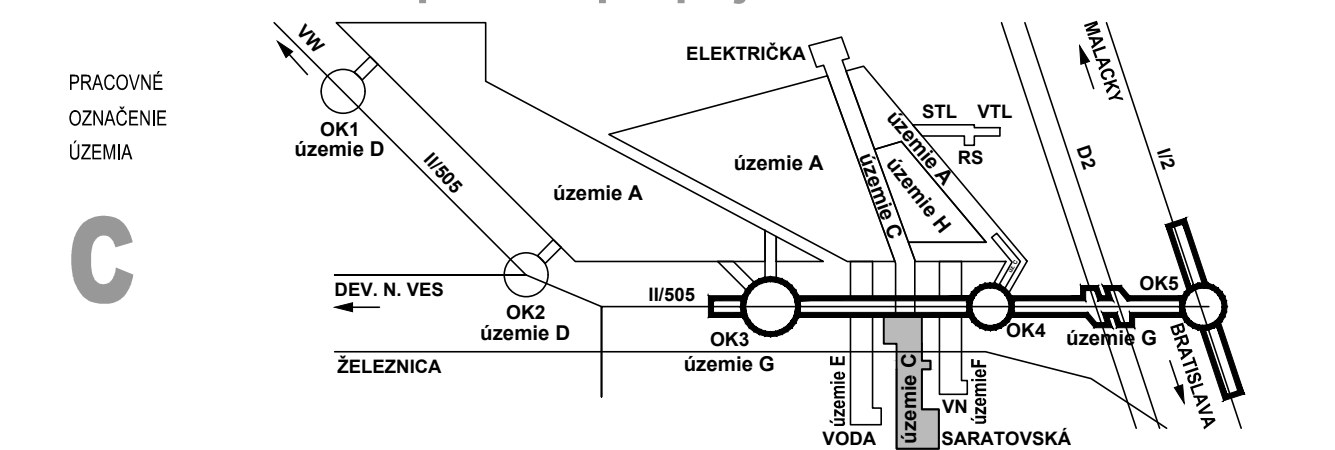 PRACOVNÉ
OZNAČENIE
ÚZEMIA
C
VW
OK1
územie D
II/505
územie A
ELEKTRIČKA
územie A
územie C
územie A
územie H
STL VTL
RS
MALACKY
D2
I/2
DEV. N. VES
OK2
územie D
II/505
OK3
územie G
OK4
OK5
územie G
BRATISLAVA
ŽELEZNICA
územie E
VODA
územie C
SARATOVSKÁ
VN
územieF